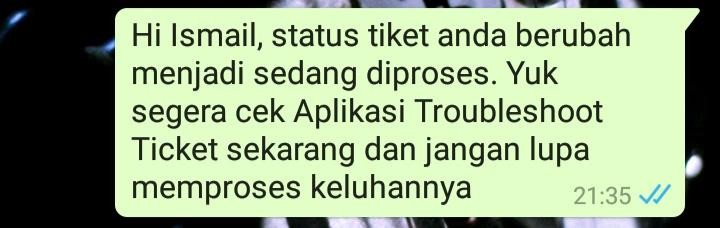 Hi Ismail, status tiket anda berubah
menjadi sedang diproses. Yuk
segera cek Aplikasi Troubleshoot
Ticket sekarang dan jangan lupa
memproses keluhannya
21:35